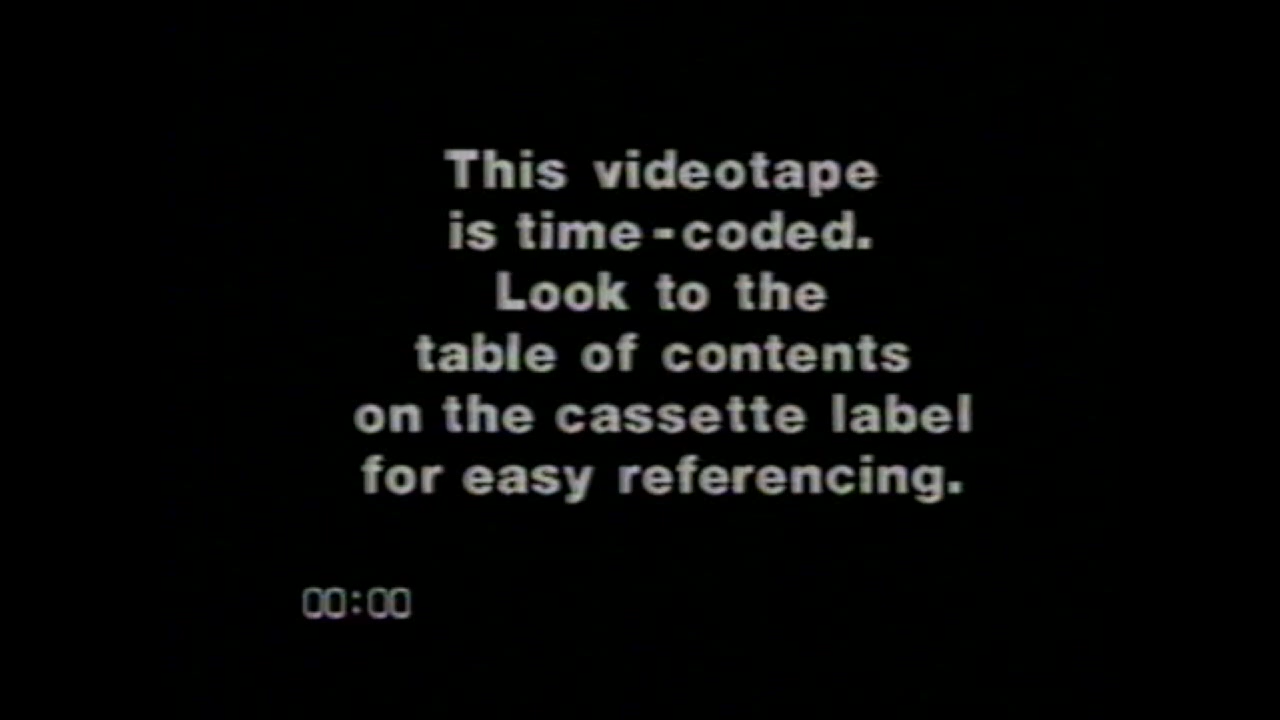 This videotape
is time-coded.
Look to the
table of contents
on the cassette label
for easy referencing.
00:00